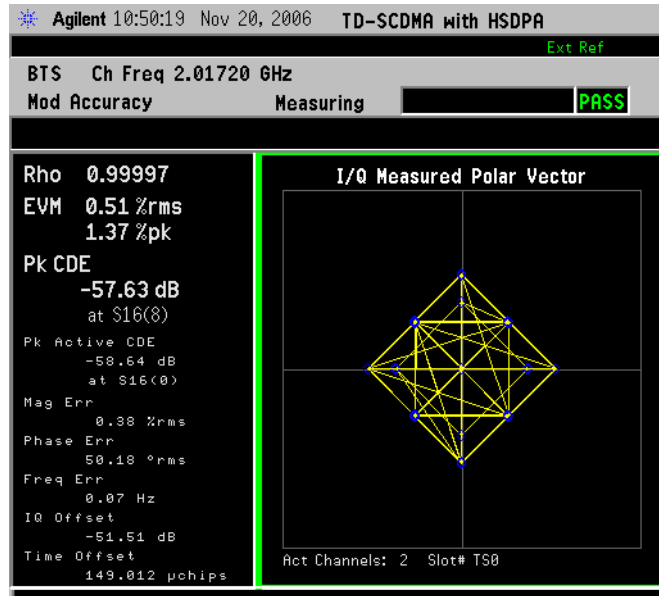 Agilent 10:50:19 Nov 20, 2006 TD-SCDMA with HSDPA
Ext Ref
BTS Ch Freq 2.01720 GHz
Mod Accuracy Measuring PASS
Rho 0.99997
EVM 0.51 %rms
1.37 %pk
Pk CDE
-57.63 dB
at S16(8)
Pk Active CDE
-58.64 dB
at S16(0)
Mag Err
0.38 %rms
Phase Err
50.18 °rms
Freq Err
0.07 Hz
IQ Offset
-51.51 dB
Time Offset
149.012 µchips
I/Q Measured Polar Vector
Act Channels: 2 Slot# TS0